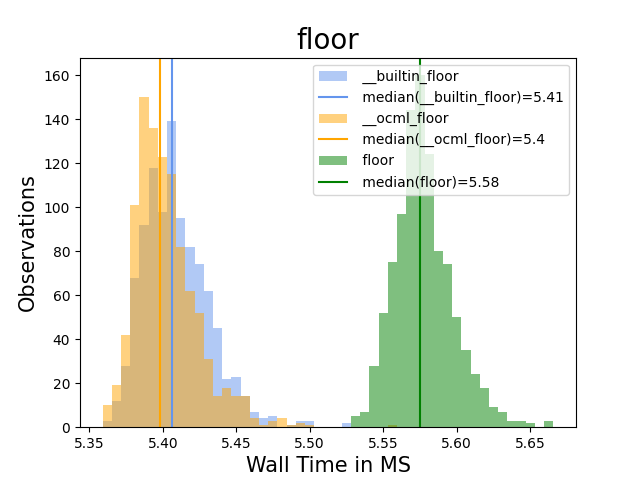 floor
__builtin_floor
median(__builtin_floor)=5.41
__ocml_floor
median(__ocml_floor)=5.4
floor
median(floor)=5.58
Observations
160
140
120
100
80
60
40
20
0
5.35 5.40 5.45 5.50 5.55 5.60 5.65
Wall Time in MS